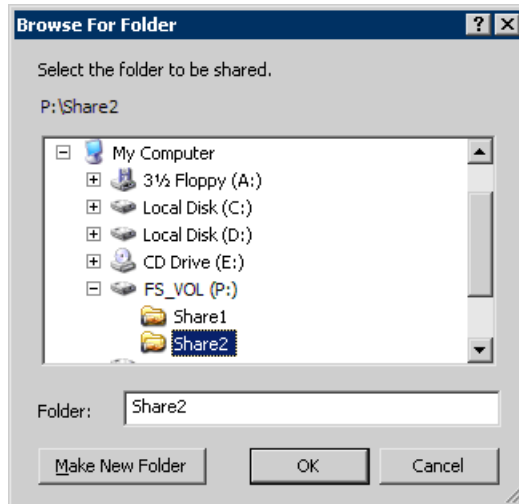 Browse For Folder
Select the folder to be shared.
P:\Share2
My Computer
3½ Floppy (A:)
Local Disk (C:)
Local Disk (D:)
CD Drive (E:)
FS_VOL (P:)
Share1
Share2
Folder: Share2
Make New Folder OK Cancel